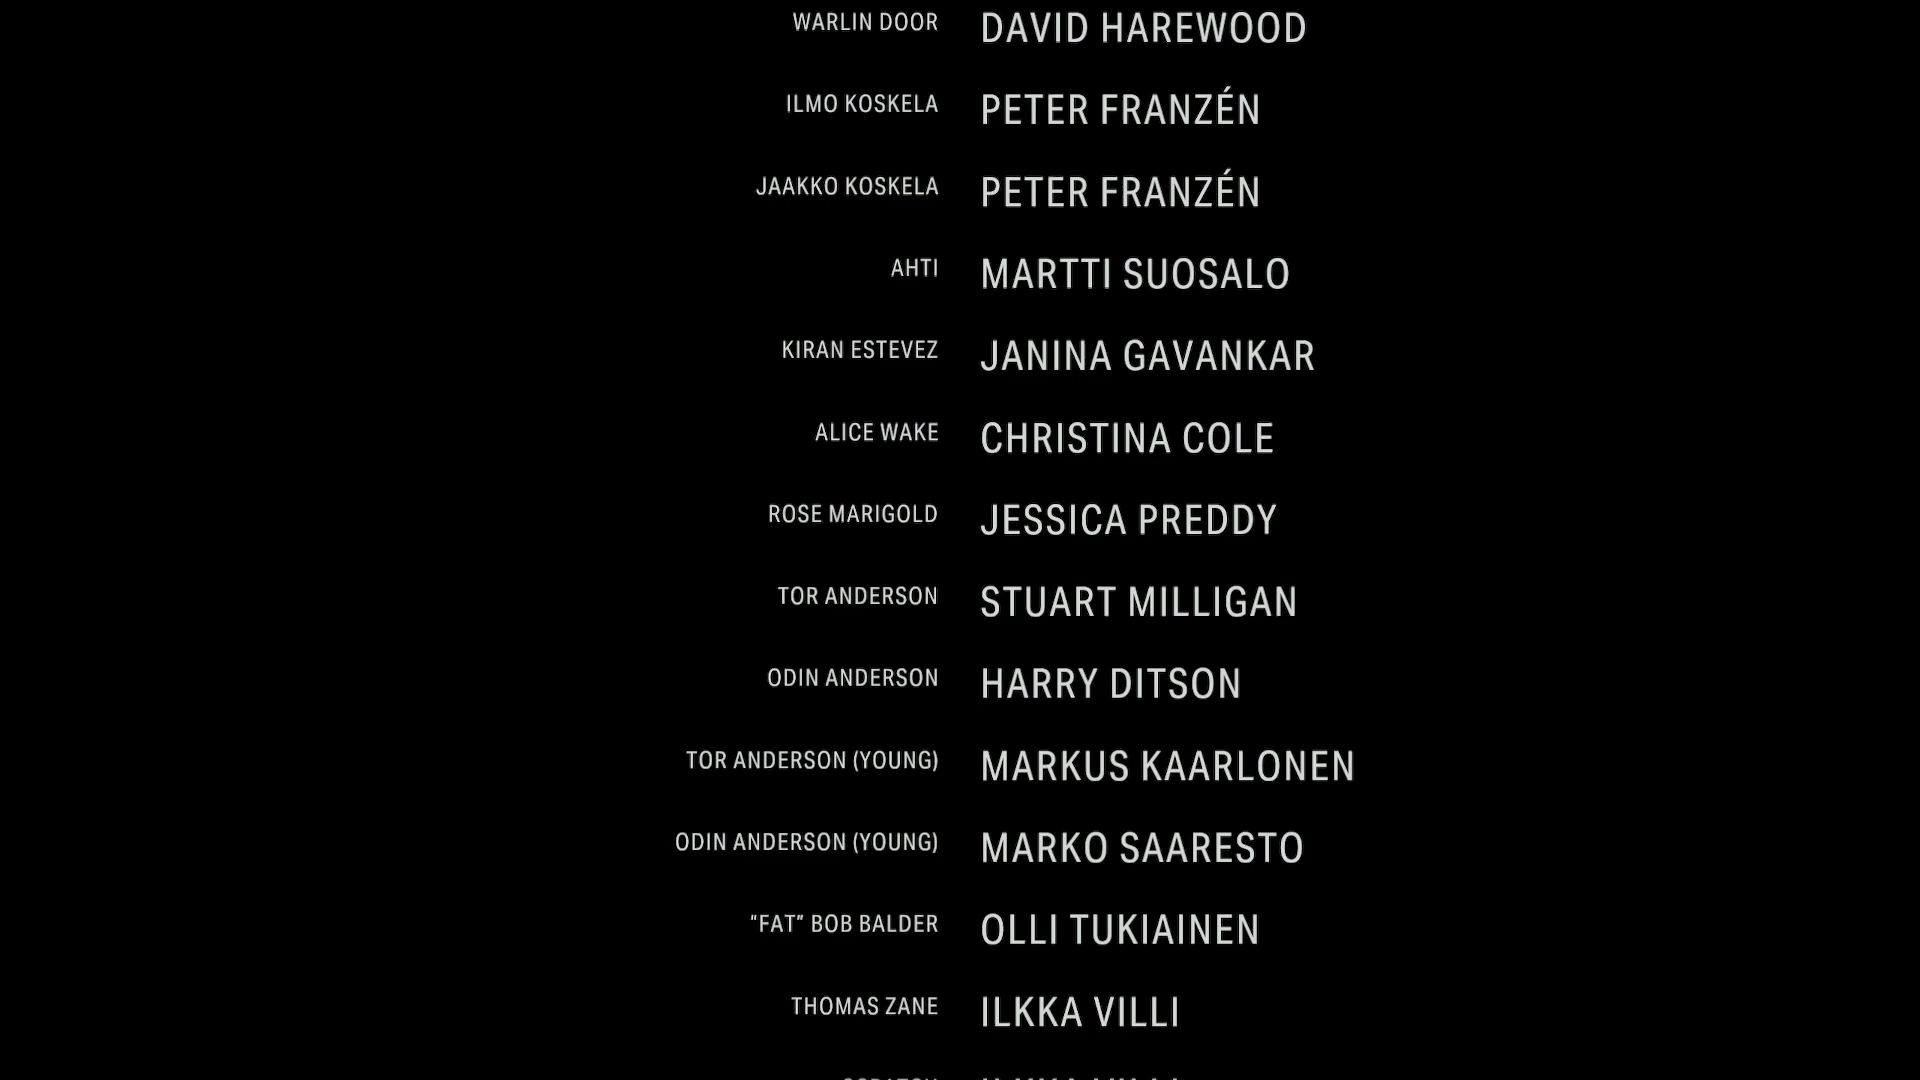 WARLIN DOOR DAVID HAREWOOD
ILMO KOSKELA PETER FRANZÉN
JAAKKO KOSKELA PETER FRANZÉN
AHTI MARTTI SUOSALO
KIRAN ESTEVEZ JANINA GAVANKAR
ALICE WAKE CHRISTINA COLE
ROSE MARIGOLD JESSICA PREDDY
TOR ANDERSON STUART MILLIGAN
ODIN ANDERSON HARRY DITSON
TOR ANDERSON (YOUNG) MARKUS KAARLONEN
ODIN ANDERSON (YOUNG) MARKO SAARESTO
“FAT” BOB BALDER OLLI TUKIAINEN
THOMAS ZANE ILKKA VILLI